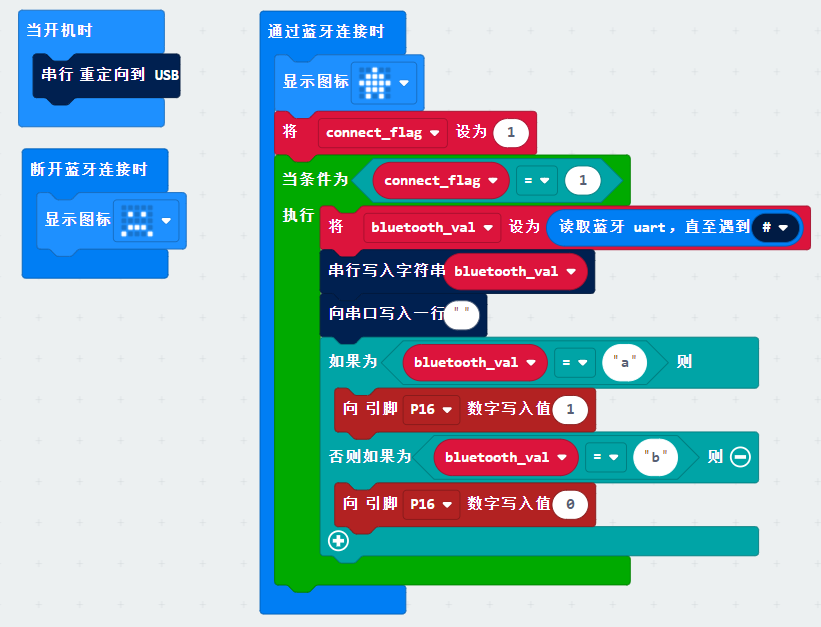 当开机时
串行 重定向到 USB
断开蓝牙连接时
显示图标
通过蓝牙连接时
显示图标
将 connect_flag 设为 1
当条件为 connect_flag = 1
执行
将 bluetooth_val 设为 读取蓝牙 uart，直至遇到 #
串行写入字符串 bluetooth_val
向串口写入一行 " "
如果为 bluetooth_val = "a" 则
向 引脚 P16 数字写入值 1
否则如果为 bluetooth_val = "b" 则
向 引脚 P16 数字写入值 0